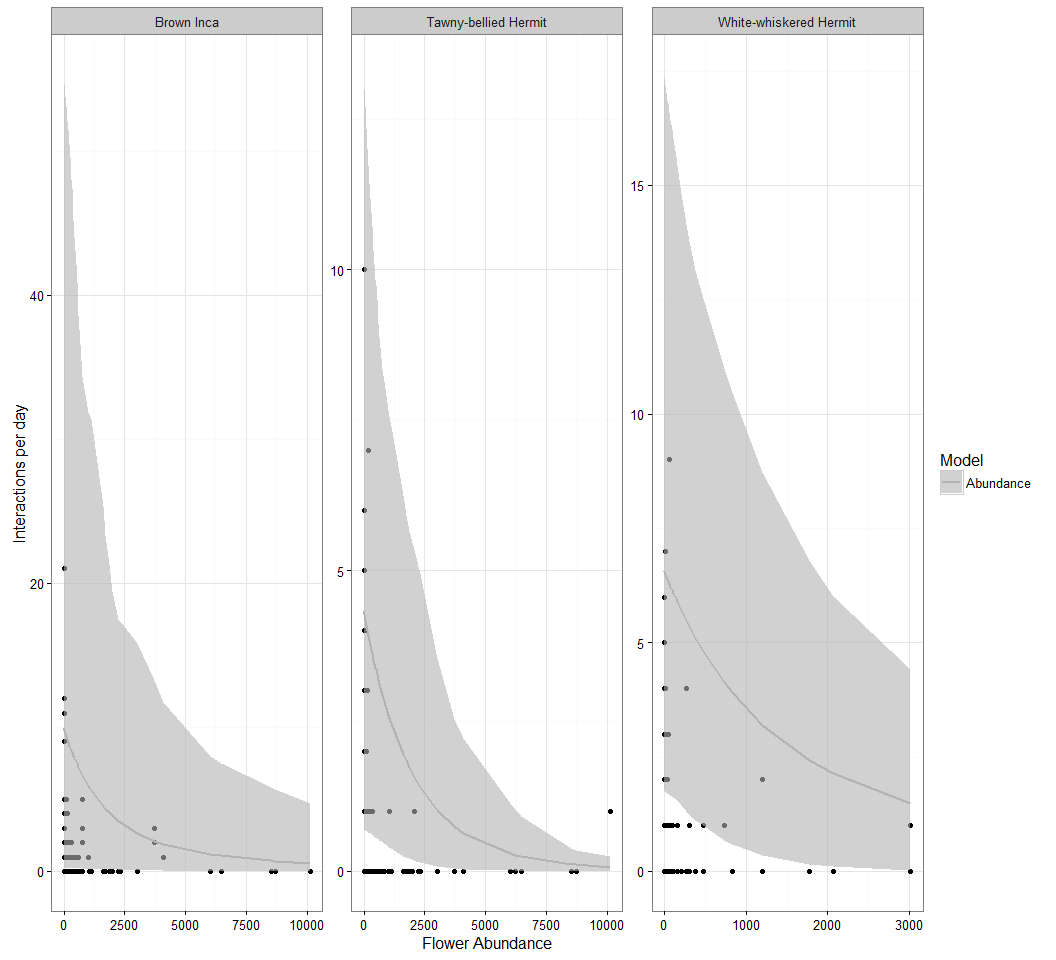 Brown Inca
Tawny-bellied Hermit
White-whiskered Hermit
Interactions per day
40
20
0
10
5
0
15
10
5
0
0 2500 5000 7500 10000
0 2500 5000 7500 10000
0 1000 2000 3000
Flower Abundance
Model
Abundance